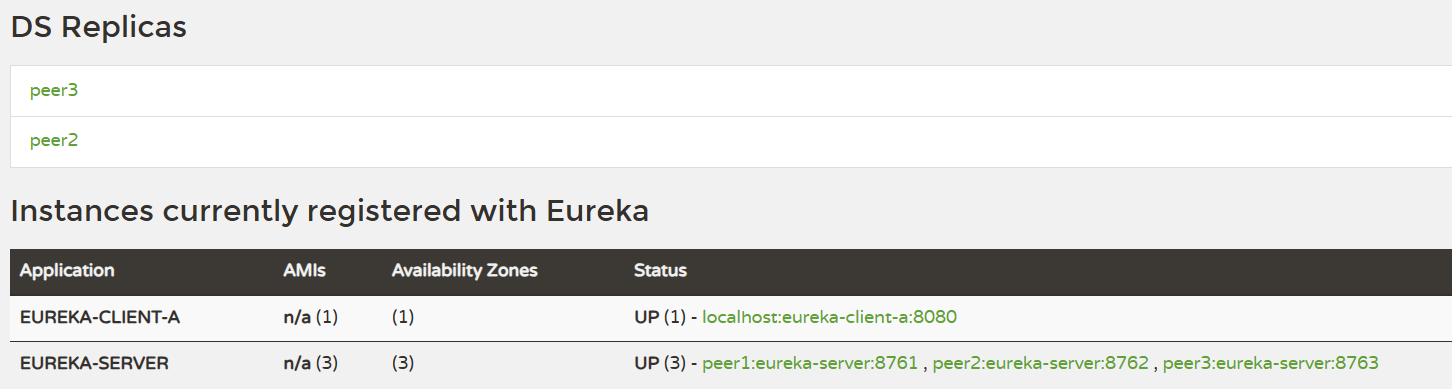 DS Replicas
peer3
peer2
Instances currently registered with Eureka
Application AMIs Availability Zones Status
EUREKA-CLIENT-A n/a (1) (1) UP (1) - localhost:eureka-client-a:8080
EUREKA-SERVER n/a (3) (3) UP (3) - peer1:eureka-server:8761 , peer2:eureka-server:8762 , peer3:eureka-server:8763